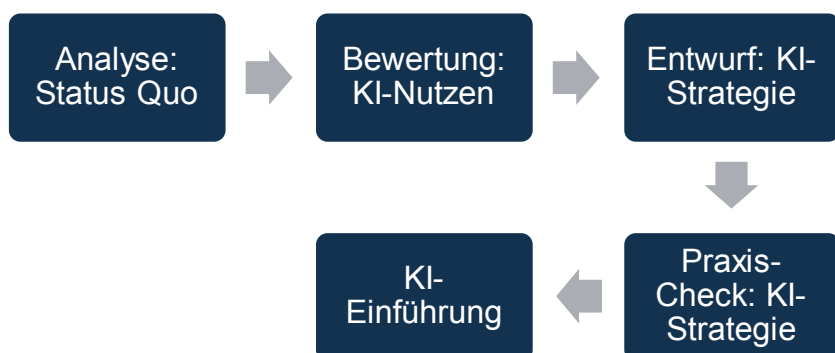 Analyse:
Status Quo
Bewertung:
KI-Nutzen
Entwurf: KI-
Strategie
Praxis-
Check: KI-
Strategie
KI-
Einführung